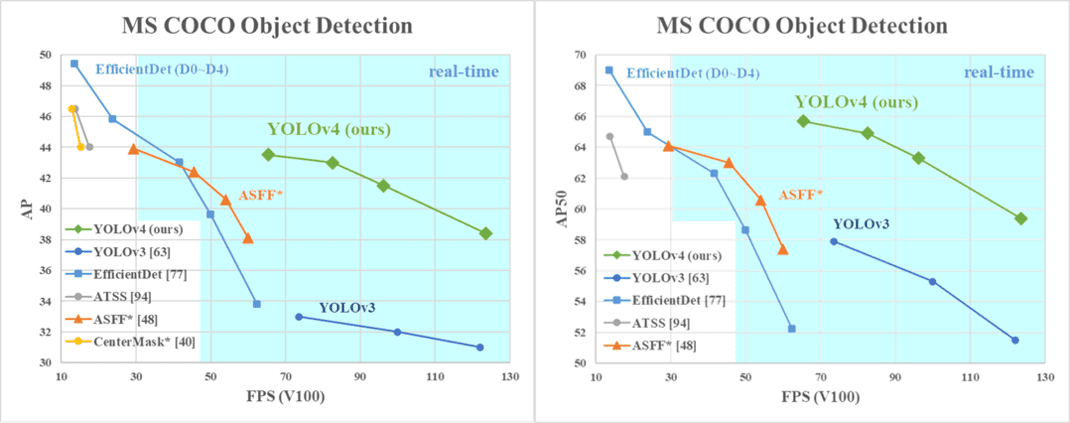 MS COCO Object Detection
50
48
46
44
42
40
38
36
34
32
30
AP
EfficientDet (D0~D4)
real-time
YOLOv4 (ours)
ASFF*
YOLOv3
YOLOv4 (ours)
YOLOv3 [63]
EfficientDet [77]
ATSS [94]
ASFF* [48]
CenterMask* [40]
10 30 50 70 90 110 130
FPS (V100)
MS COCO Object Detection
70
68
66
64
62
60
58
56
54
52
50
AP50
EfficientDet (D0~D4)
real-time
YOLOv4 (ours)
ASFF*
YOLOv3
YOLOv4 (ours)
YOLOv3 [63]
EfficientDet [77]
ATSS [94]
ASFF* [48]
10 30 50 70 90 110 130
FPS (V100)